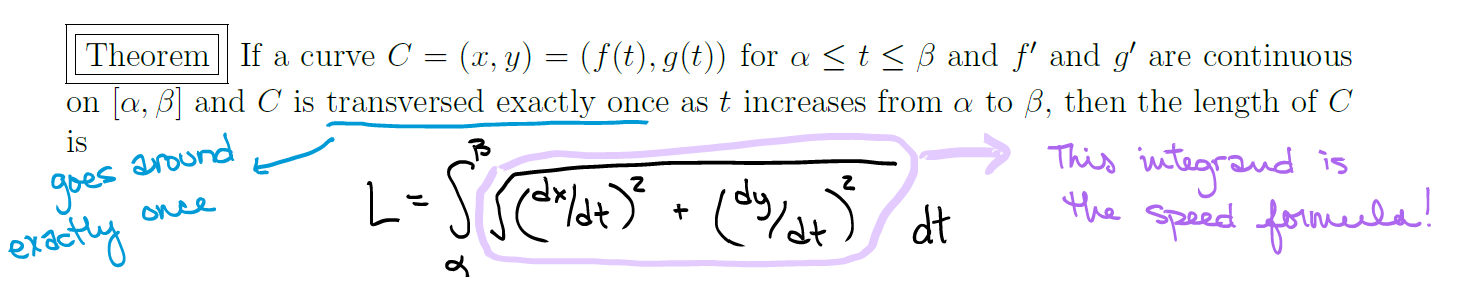 Theorem If a curve C = (x, y) = (f(t), g(t)) for α ≤ t ≤ β and f′ and g′ are continuous
on [α, β] and C is transversed exactly once as t increases from α to β, then the length of C
is
goes around
exactly once
L = ∫_α^β √((dx/dt)² + (dy/dt)²) dt
This integrand is
the speed formula!